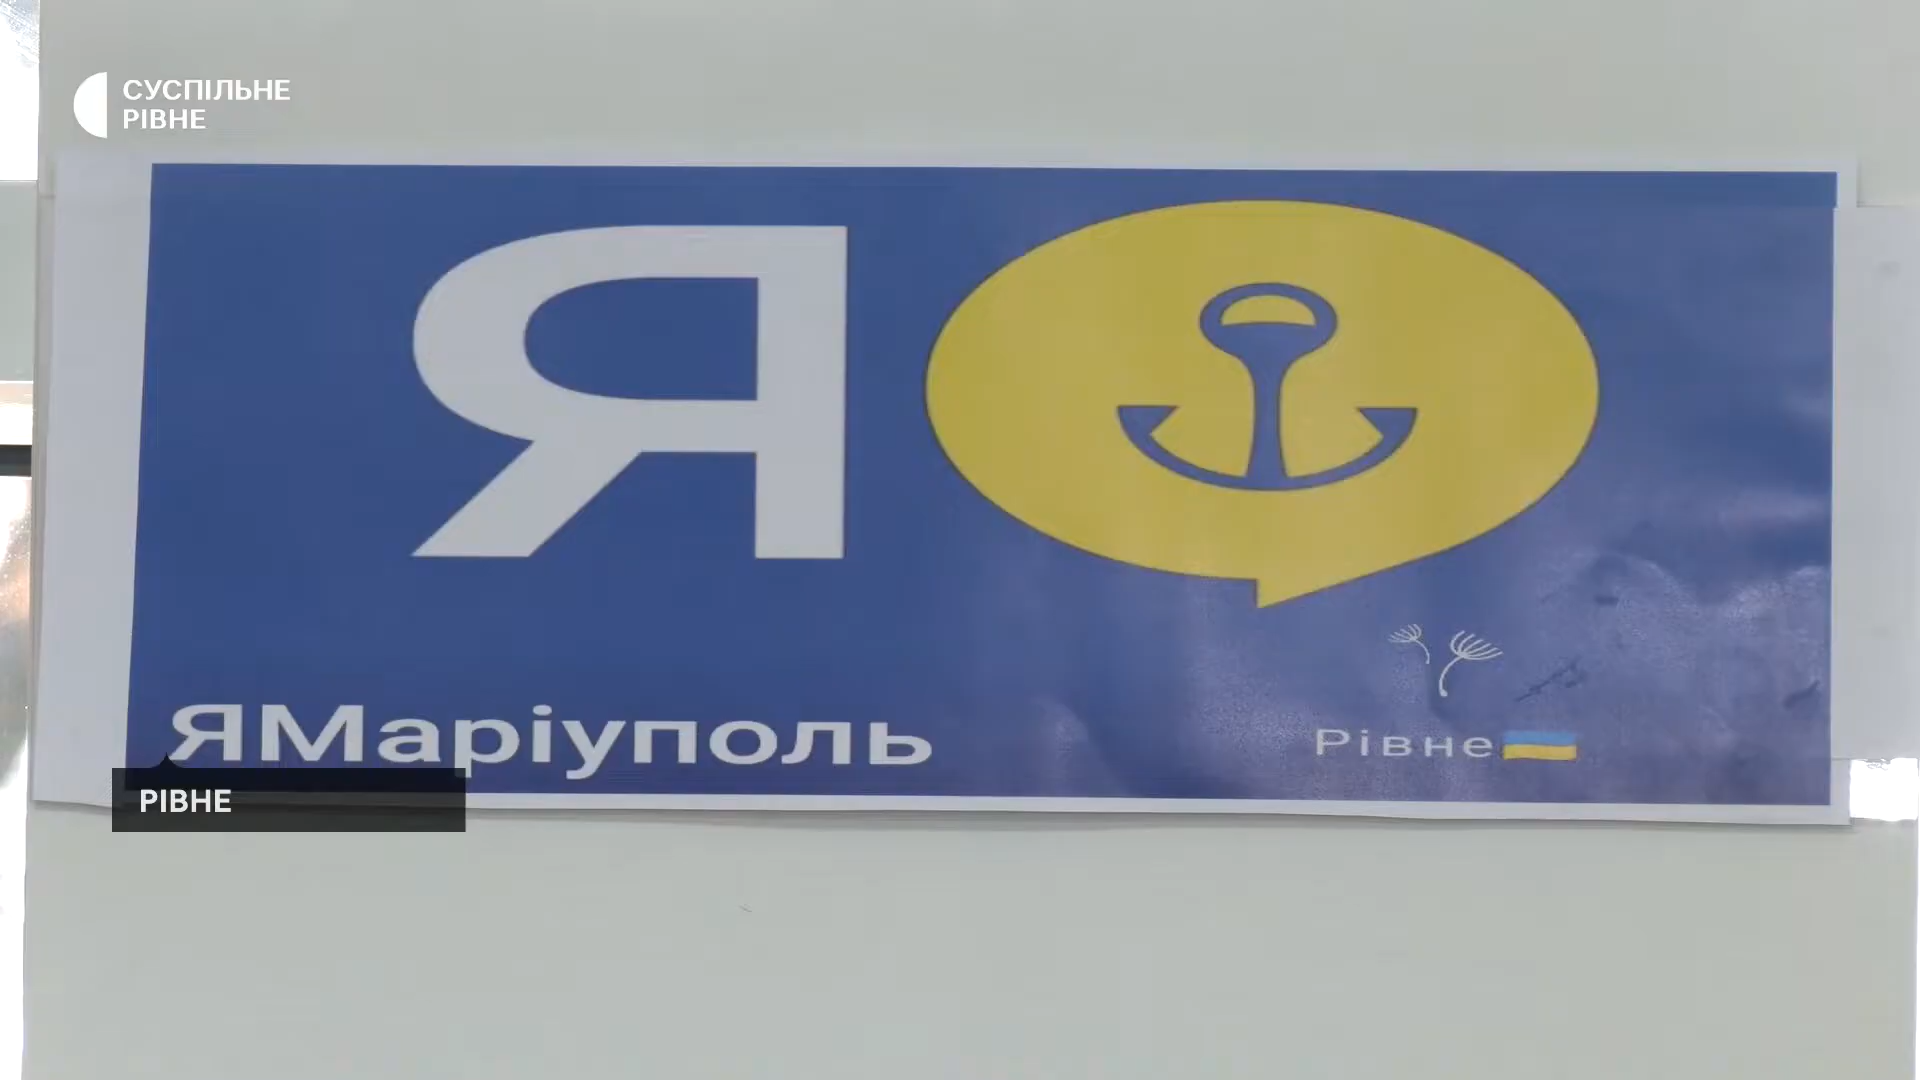 СУСПІЛЬНЕ
РІВНЕ
Я
ЯМаріуполь
Рівне
РІВНЕ